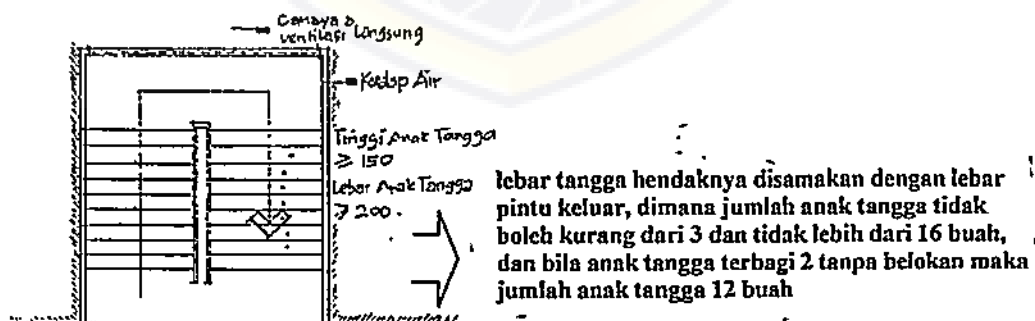 Cahaya &
ventilasi langsung
Kedap Air
Tinggi Anak Tangga
≥ 150
Lebar Anak Tangga
≥ 200.
lebar tangga hendaknya disamakan dengan lebar
pintu keluar, dimana jumlah anak tangga tidak
boleh kurang dari 3 dan tidak lebih dari 16 buah,
dan bila anak tangga terbagi 2 tanpa belokan maka
jumlah anak tangga 12 buah